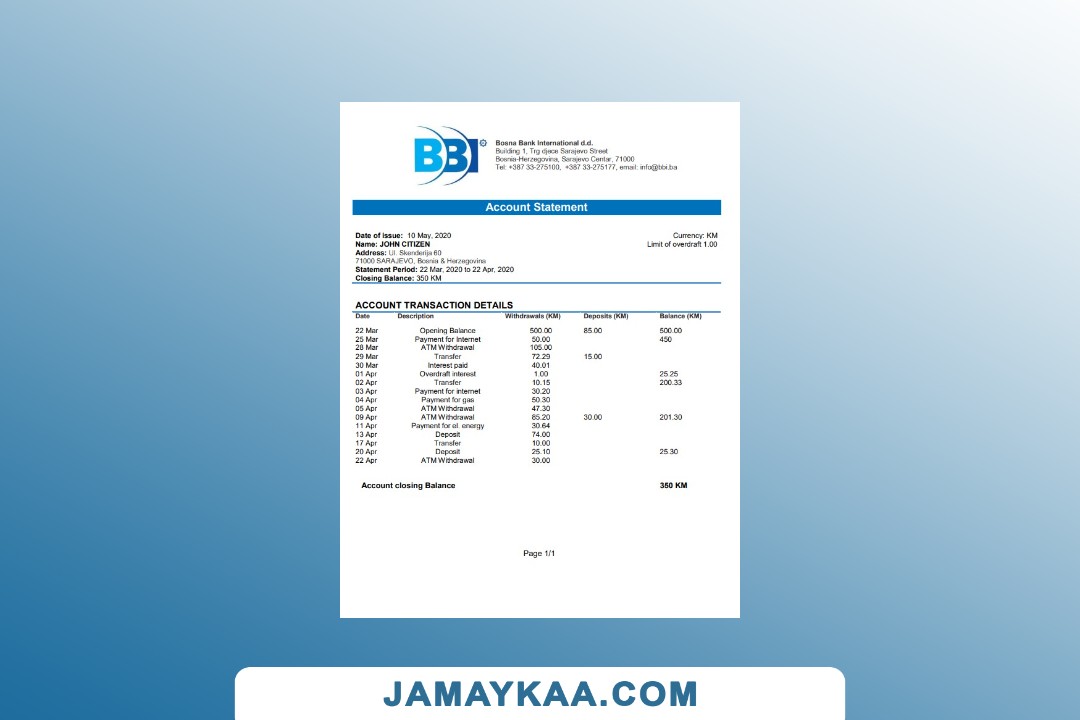 BBI
Bosna Bank International d.d.
Building 1, Trg djece Sarajevo Street
Bosnia-Herzegovina, Sarajevo Centar, 71000
Tel: +387 33-275100, +387 33-275177, email: info@bbi.ba
Account Statement
Date of issue: 10 May, 2020 Currency: KM
Name: JOHN CITIZEN Limit of overdraft 1.00
Address: Ul. Skenderija 60
71000 SARAJEVO, Bosnia & Herzegovina
Statement Period: 22 Mar, 2020 to 22 Apr, 2020
Closing Balance: 350 KM
ACCOUNT TRANSACTION DETAILS
Date Description Withdrawals (KM) Deposits (KM) Balance (KM)
22 Mar Opening Balance 500.00 85.00 500.00
25 Mar Payment for Internet 50.00 450
28 Mar ATM Withdrawal 105.00
29 Mar Transfer 72.29 15.00
30 Mar Interest paid 40.01
01 Apr Overdraft interest 1.00 25.25
02 Apr Transfer 10.15 200.33
03 Apr Payment for internet 30.20
04 Apr Payment for gas 50.30
05 Apr ATM Withdrawal 47.30
09 Apr ATM Withdrawal 85.20 30.00 201.30
11 Apr Payment for el. energy 30.64
13 Apr Deposit 74.00
17 Apr Transfer 10.00
20 Apr Deposit 25.10 25.30
22 Apr ATM Withdrawal 30.00
Account closing Balance 350 KM
Page 1/1
JAMAYKAA.COM